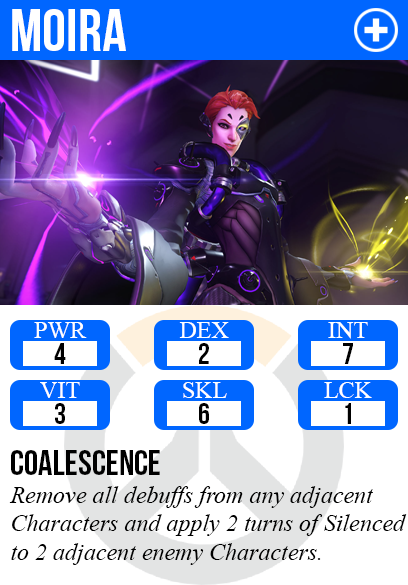 MOIRA
PWR DEX INT
4 2 7
VIT SKL LCK
3 6 1
COALESCENCE
Remove all debuffs from any adjacent
Characters and apply 2 turns of Silenced
to 2 adjacent enemy Characters.